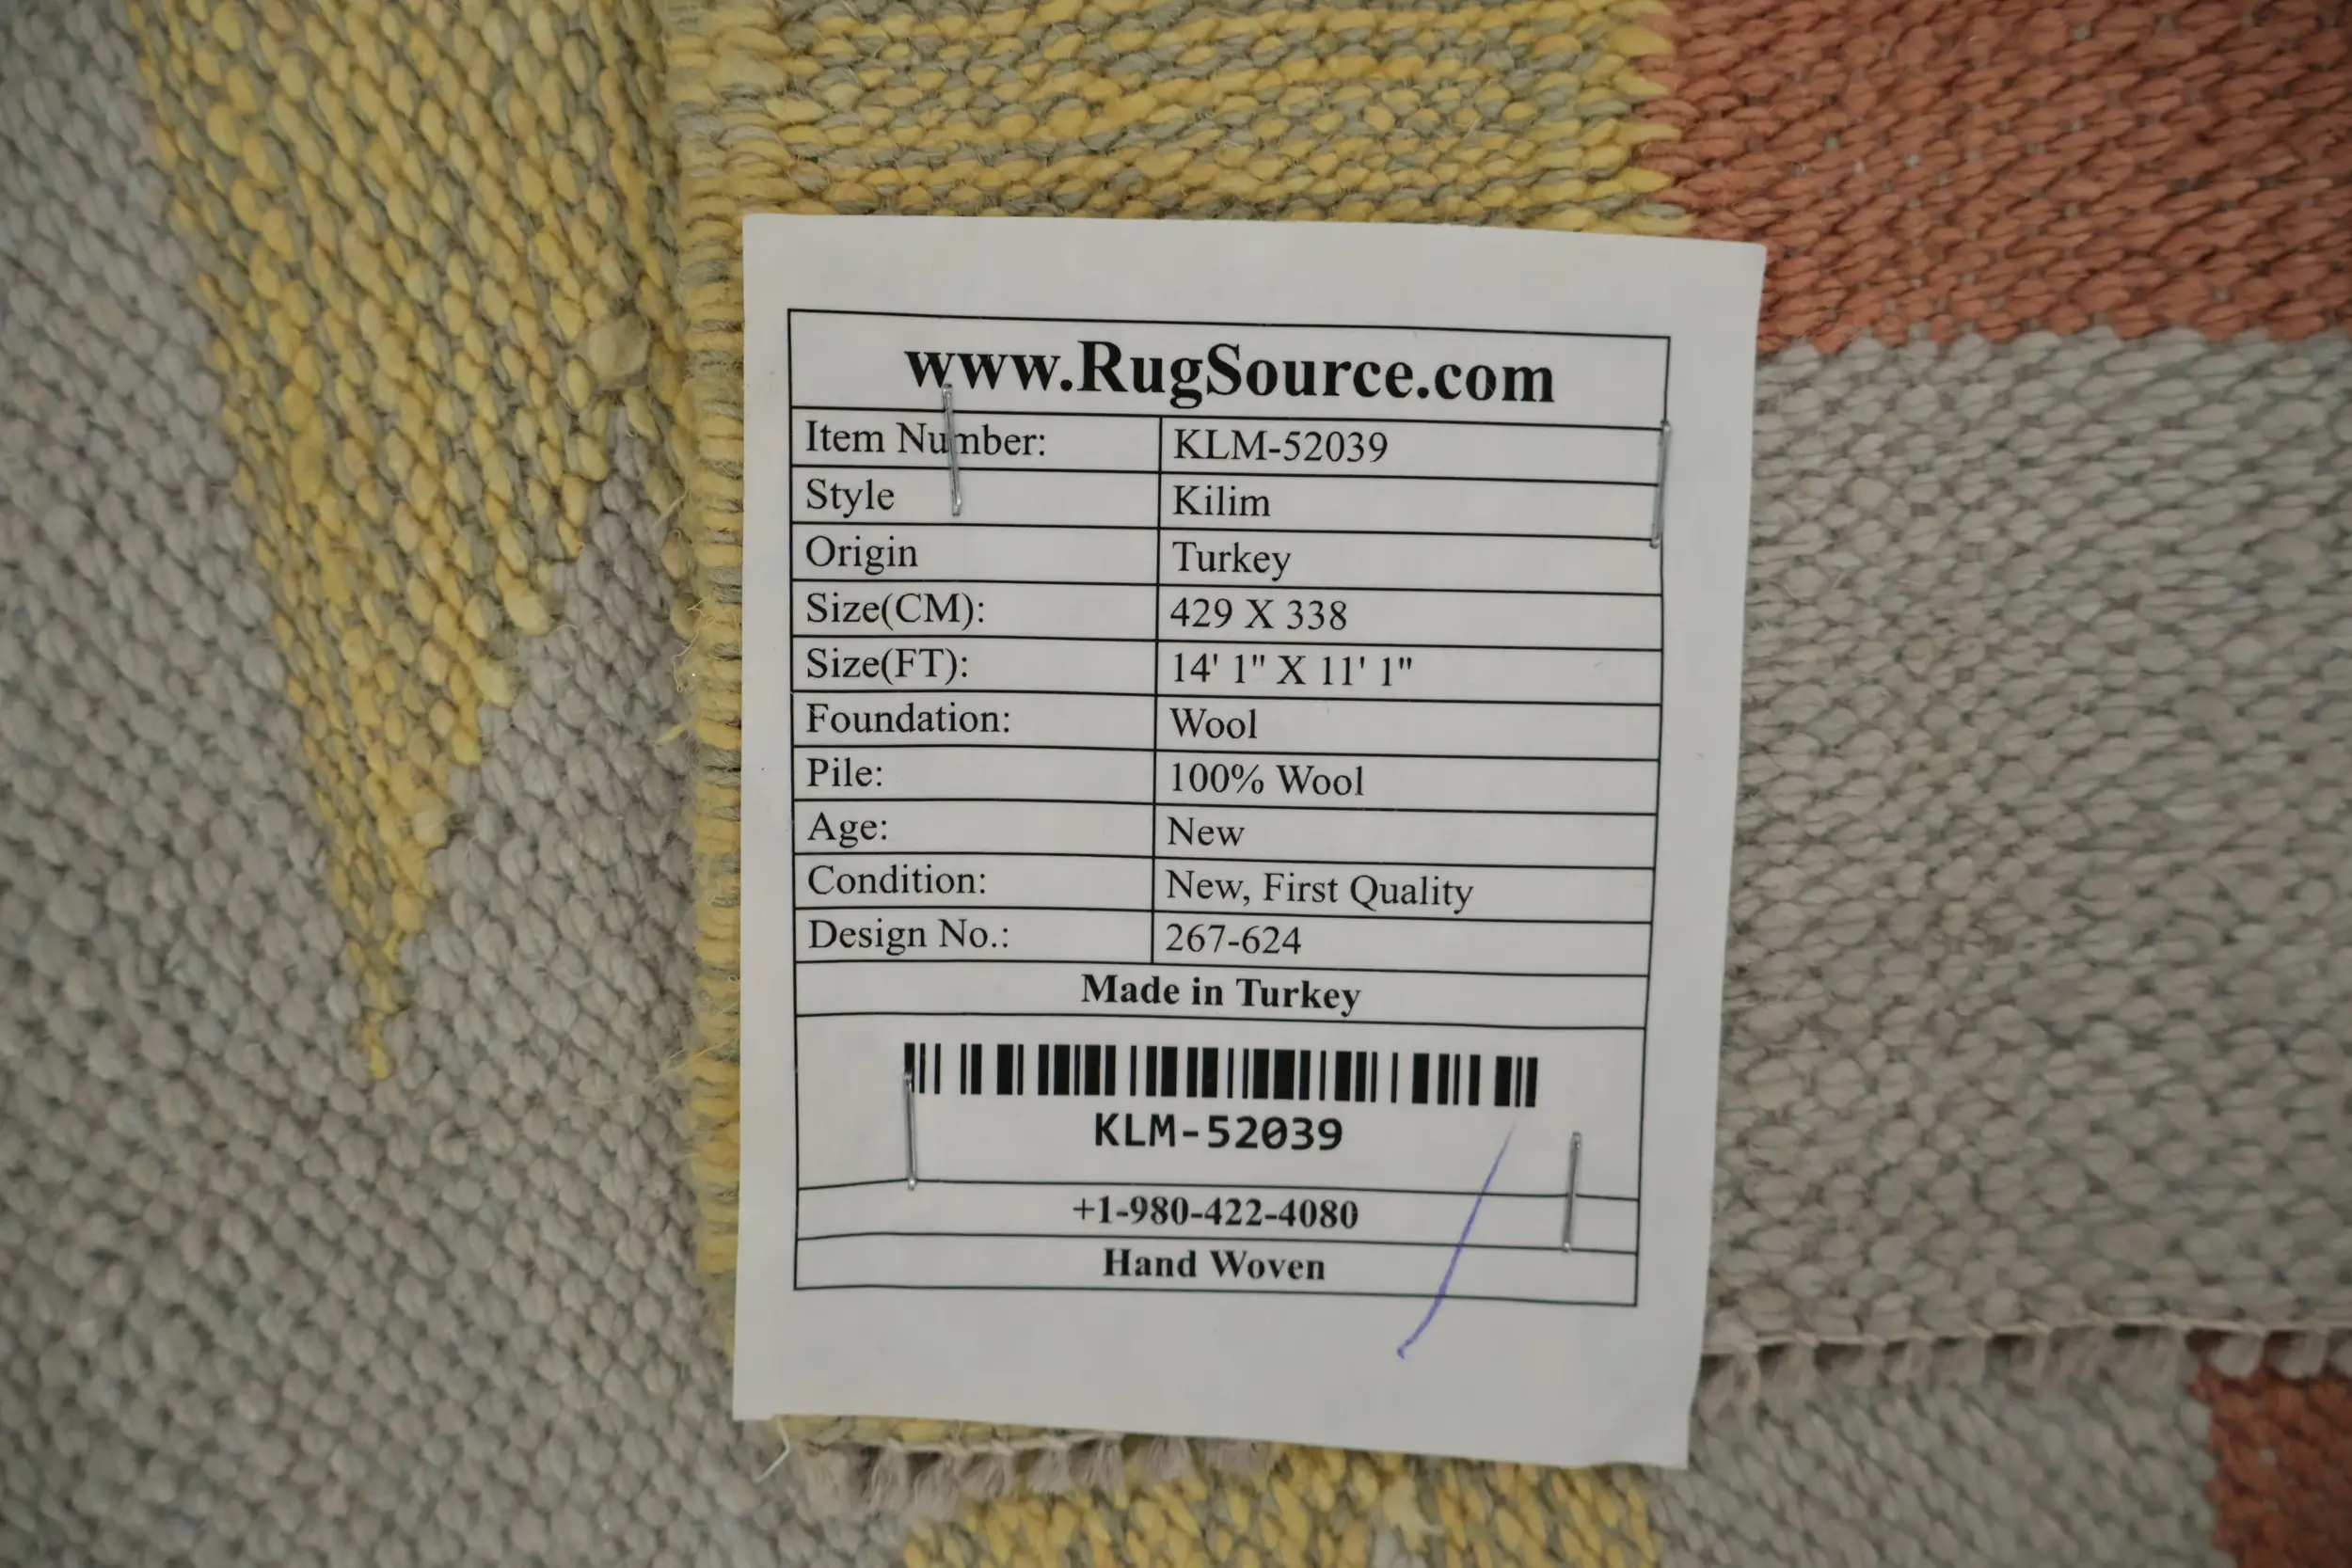 www.RugSource.com
Item Number: KLM-52039
Style Kilim
Origin Turkey
Size(CM): 429 X 338
Size(FT): 14' 1" X 11' 1"
Foundation: Wool
Pile: 100% Wool
Age: New
Condition: New, First Quality
Design No.: 267-624
Made in Turkey
KLM-52039
+1-980-422-4080
Hand Woven